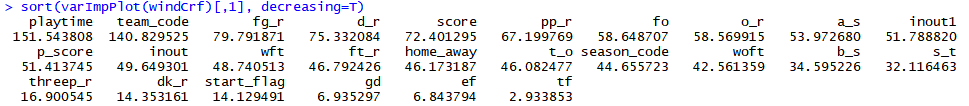 > sort(varImpPlot(windCrf)[,1], decreasing=T)
playtime team_code fg_r d_r score pp_r fo o_r a_s inout1
151.543808 140.829525 79.791871 75.332084 72.401295 67.199769 58.648707 58.569915 53.972680 51.788820
p_score inout wft ft_r home_away t_o season_code woft b_s s_t
51.413745 49.649301 48.740513 46.792426 46.173187 46.082477 44.655723 42.561359 34.595226 32.116463
threep_r dk_r start_flag gd ef tf
16.900545 14.353161 14.129491 6.935297 6.843794 2.933853